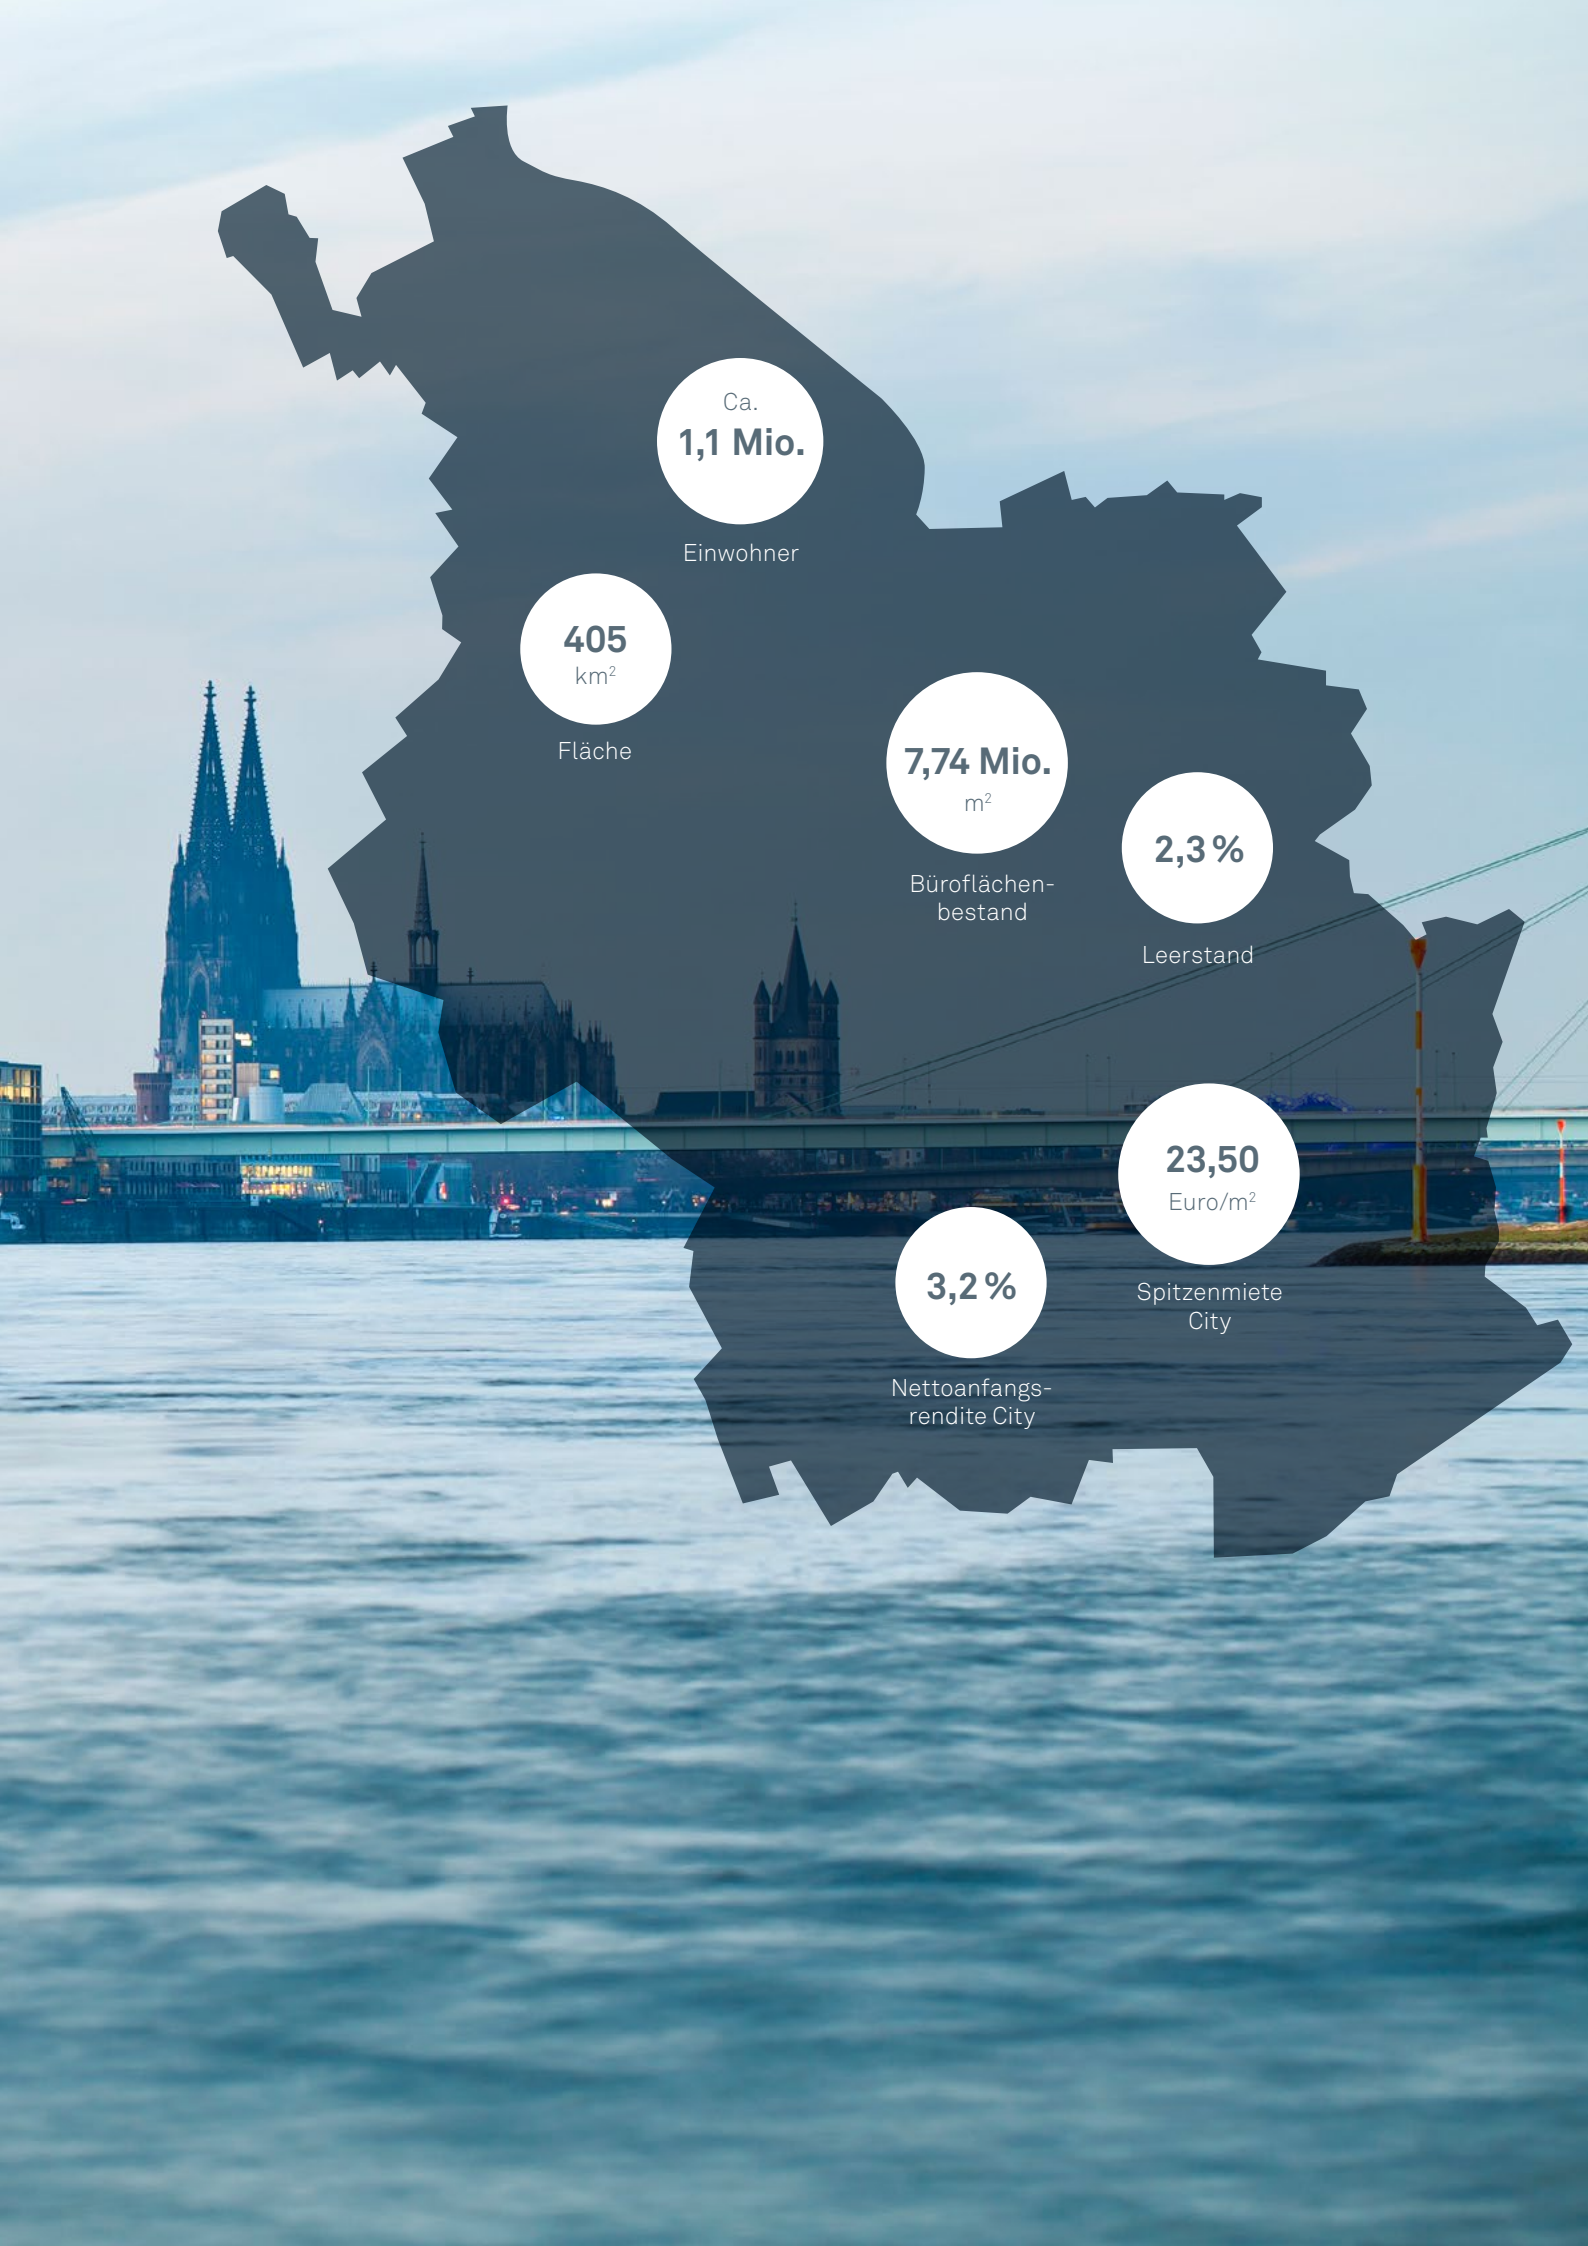 Ca.
1,1 Mio.
Einwohner
405
km²
Fläche
7,74 Mio.
m²
Büroflächen-
bestand
2,3 %
Leerstand
23,50
Euro/m²
Spitzenmiete
City
3,2 %
Nettoanfangs-
rendite City